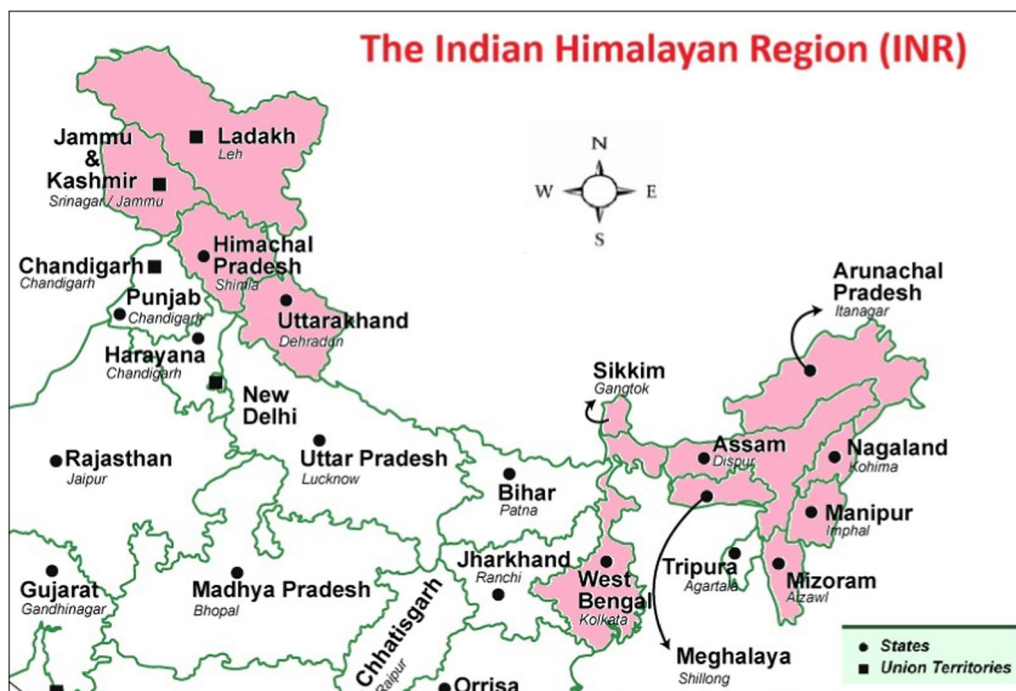 The Indian Himalayan Region (INR)
Jammu
&
Kashmir
Srinagar / Jammu
Ladakh
Leh
N
W
E
S
Himachal
Pradesh
Shimla
Chandigarh
Chandigarh
Punjab
Chandigarh
Uttarakhand
Dehradun
Harayana
Chandigarh
New
Delhi
Arunachal
Pradesh
Itanagar
Sikkim
Gangtok
Rajasthan
Jaipur
Uttar Pradesh
Lucknow
Bihar
Patna
Assam
Dispur
Nagaland
Kohima
Manipur
Imphal
Gujarat
Gandhinagar
Madhya Pradesh
Bhopal
Jharkhand
Ranchi
Chhatisgarh
Raipur
West
Bengal
Kolkata
Tripura
Agartala
Mizoram
Aizawl
Meghalaya
Shillong
Orrisa
States
Union Territories